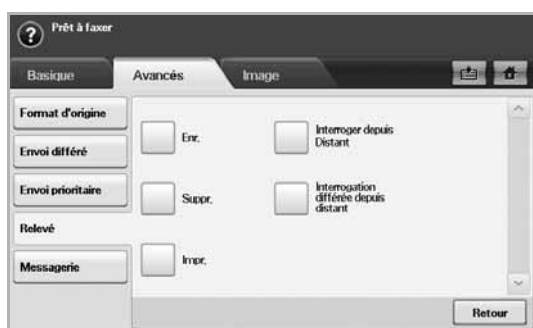 Prêt à faxer
Basique
Avancés
Image
Format d'origine
Envoi différé
Envoi prioritaire
Relevé
Messagerie
Enr.
Suppr.
Impr.
Interroger depuis
Distant
Interrogation
différée depuis
distant
Retour